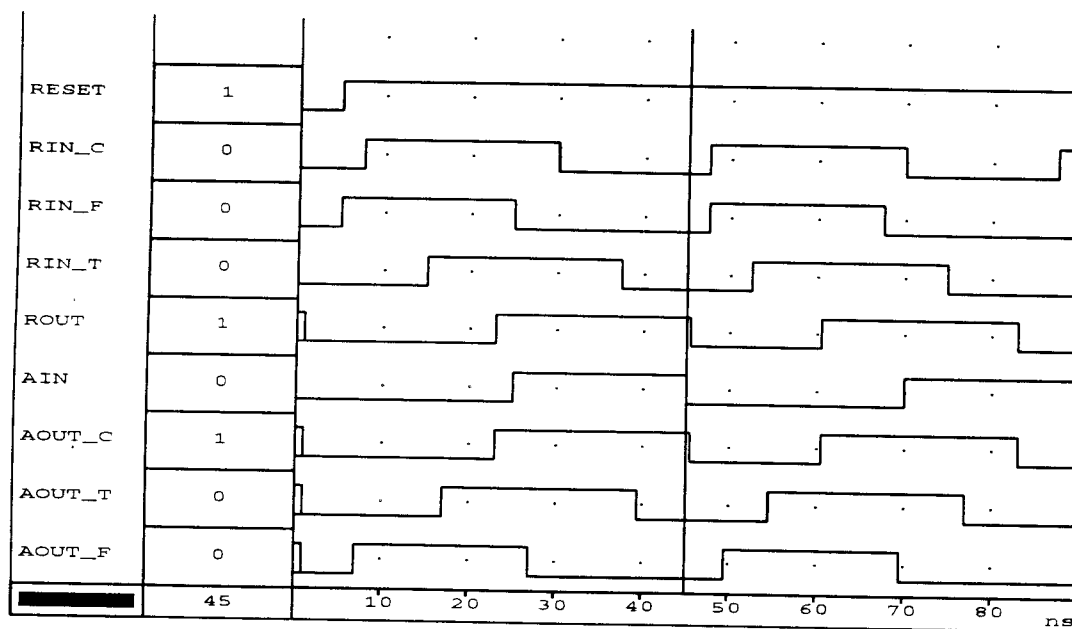 RESET 1
RIN_C 0
RIN_F 0
RIN_T 0
ROUT 1
AIN 0
AOUT_C 1
AOUT_T 0
AOUT_F 0
45 10 20 30 40 50 60 70 80 ns